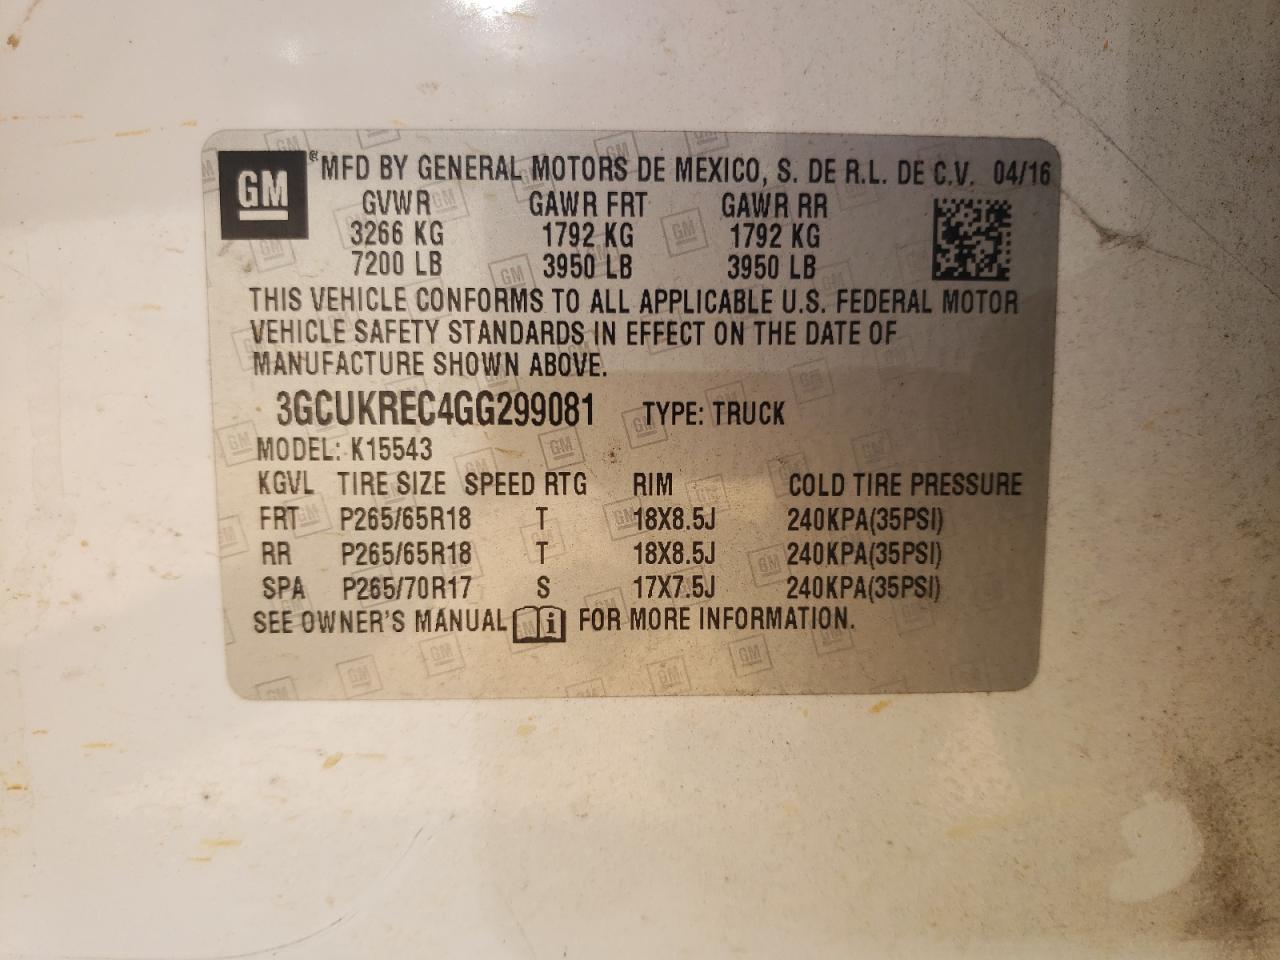 GM ® MFD BY GENERAL MOTORS DE MEXICO, S. DE R.L. DE C.V. 04/16
GVWR GAWR FRT GAWR RR
3266 KG 1792 KG 1792 KG
7200 LB 3950 LB 3950 LB
THIS VEHICLE CONFORMS TO ALL APPLICABLE U.S. FEDERAL MOTOR
VEHICLE SAFETY STANDARDS IN EFFECT ON THE DATE OF
MANUFACTURE SHOWN ABOVE.
3GCUKREC4GG299081 TYPE: TRUCK
MODEL: K15543
KGVL TIRE SIZE SPEED RTG RIM COLD TIRE PRESSURE
FRT P265/65R18 T 18X8.5J 240KPA(35PSI)
RR P265/65R18 T 18X8.5J 240KPA(35PSI)
SPA P265/70R17 S 17X7.5J 240KPA(35PSI)
SEE OWNER'S MANUAL i FOR MORE INFORMATION.